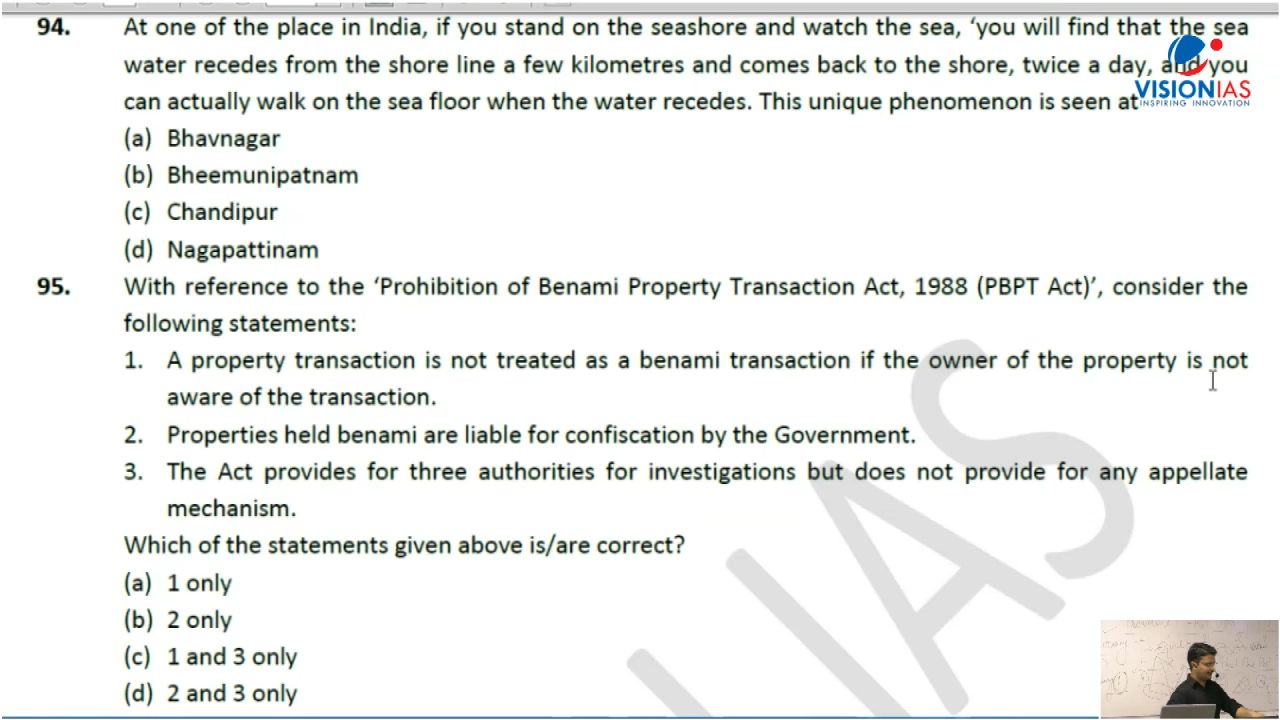 94. At one of the place in India, if you stand on the seashore and watch the sea, ‘you will find that the sea
water recedes from the shore line a few kilometres and comes back to the shore, twice a day, and you
can actually walk on the sea floor when the water recedes. This unique phenomenon is seen at
VISIONIAS
INSPIRING INNOVATION
(a) Bhavnagar
(b) Bheemunipatnam
(c) Chandipur
(d) Nagapattinam
95. With reference to the ‘Prohibition of Benami Property Transaction Act, 1988 (PBPT Act)’, consider the
following statements:
1. A property transaction is not treated as a benami transaction if the owner of the property is not
aware of the transaction.
2. Properties held benami are liable for confiscation by the Government.
3. The Act provides for three authorities for investigations but does not provide for any appellate
mechanism.
Which of the statements given above is/are correct?
(a) 1 only
(b) 2 only
(c) 1 and 3 only
(d) 2 and 3 only
IAS